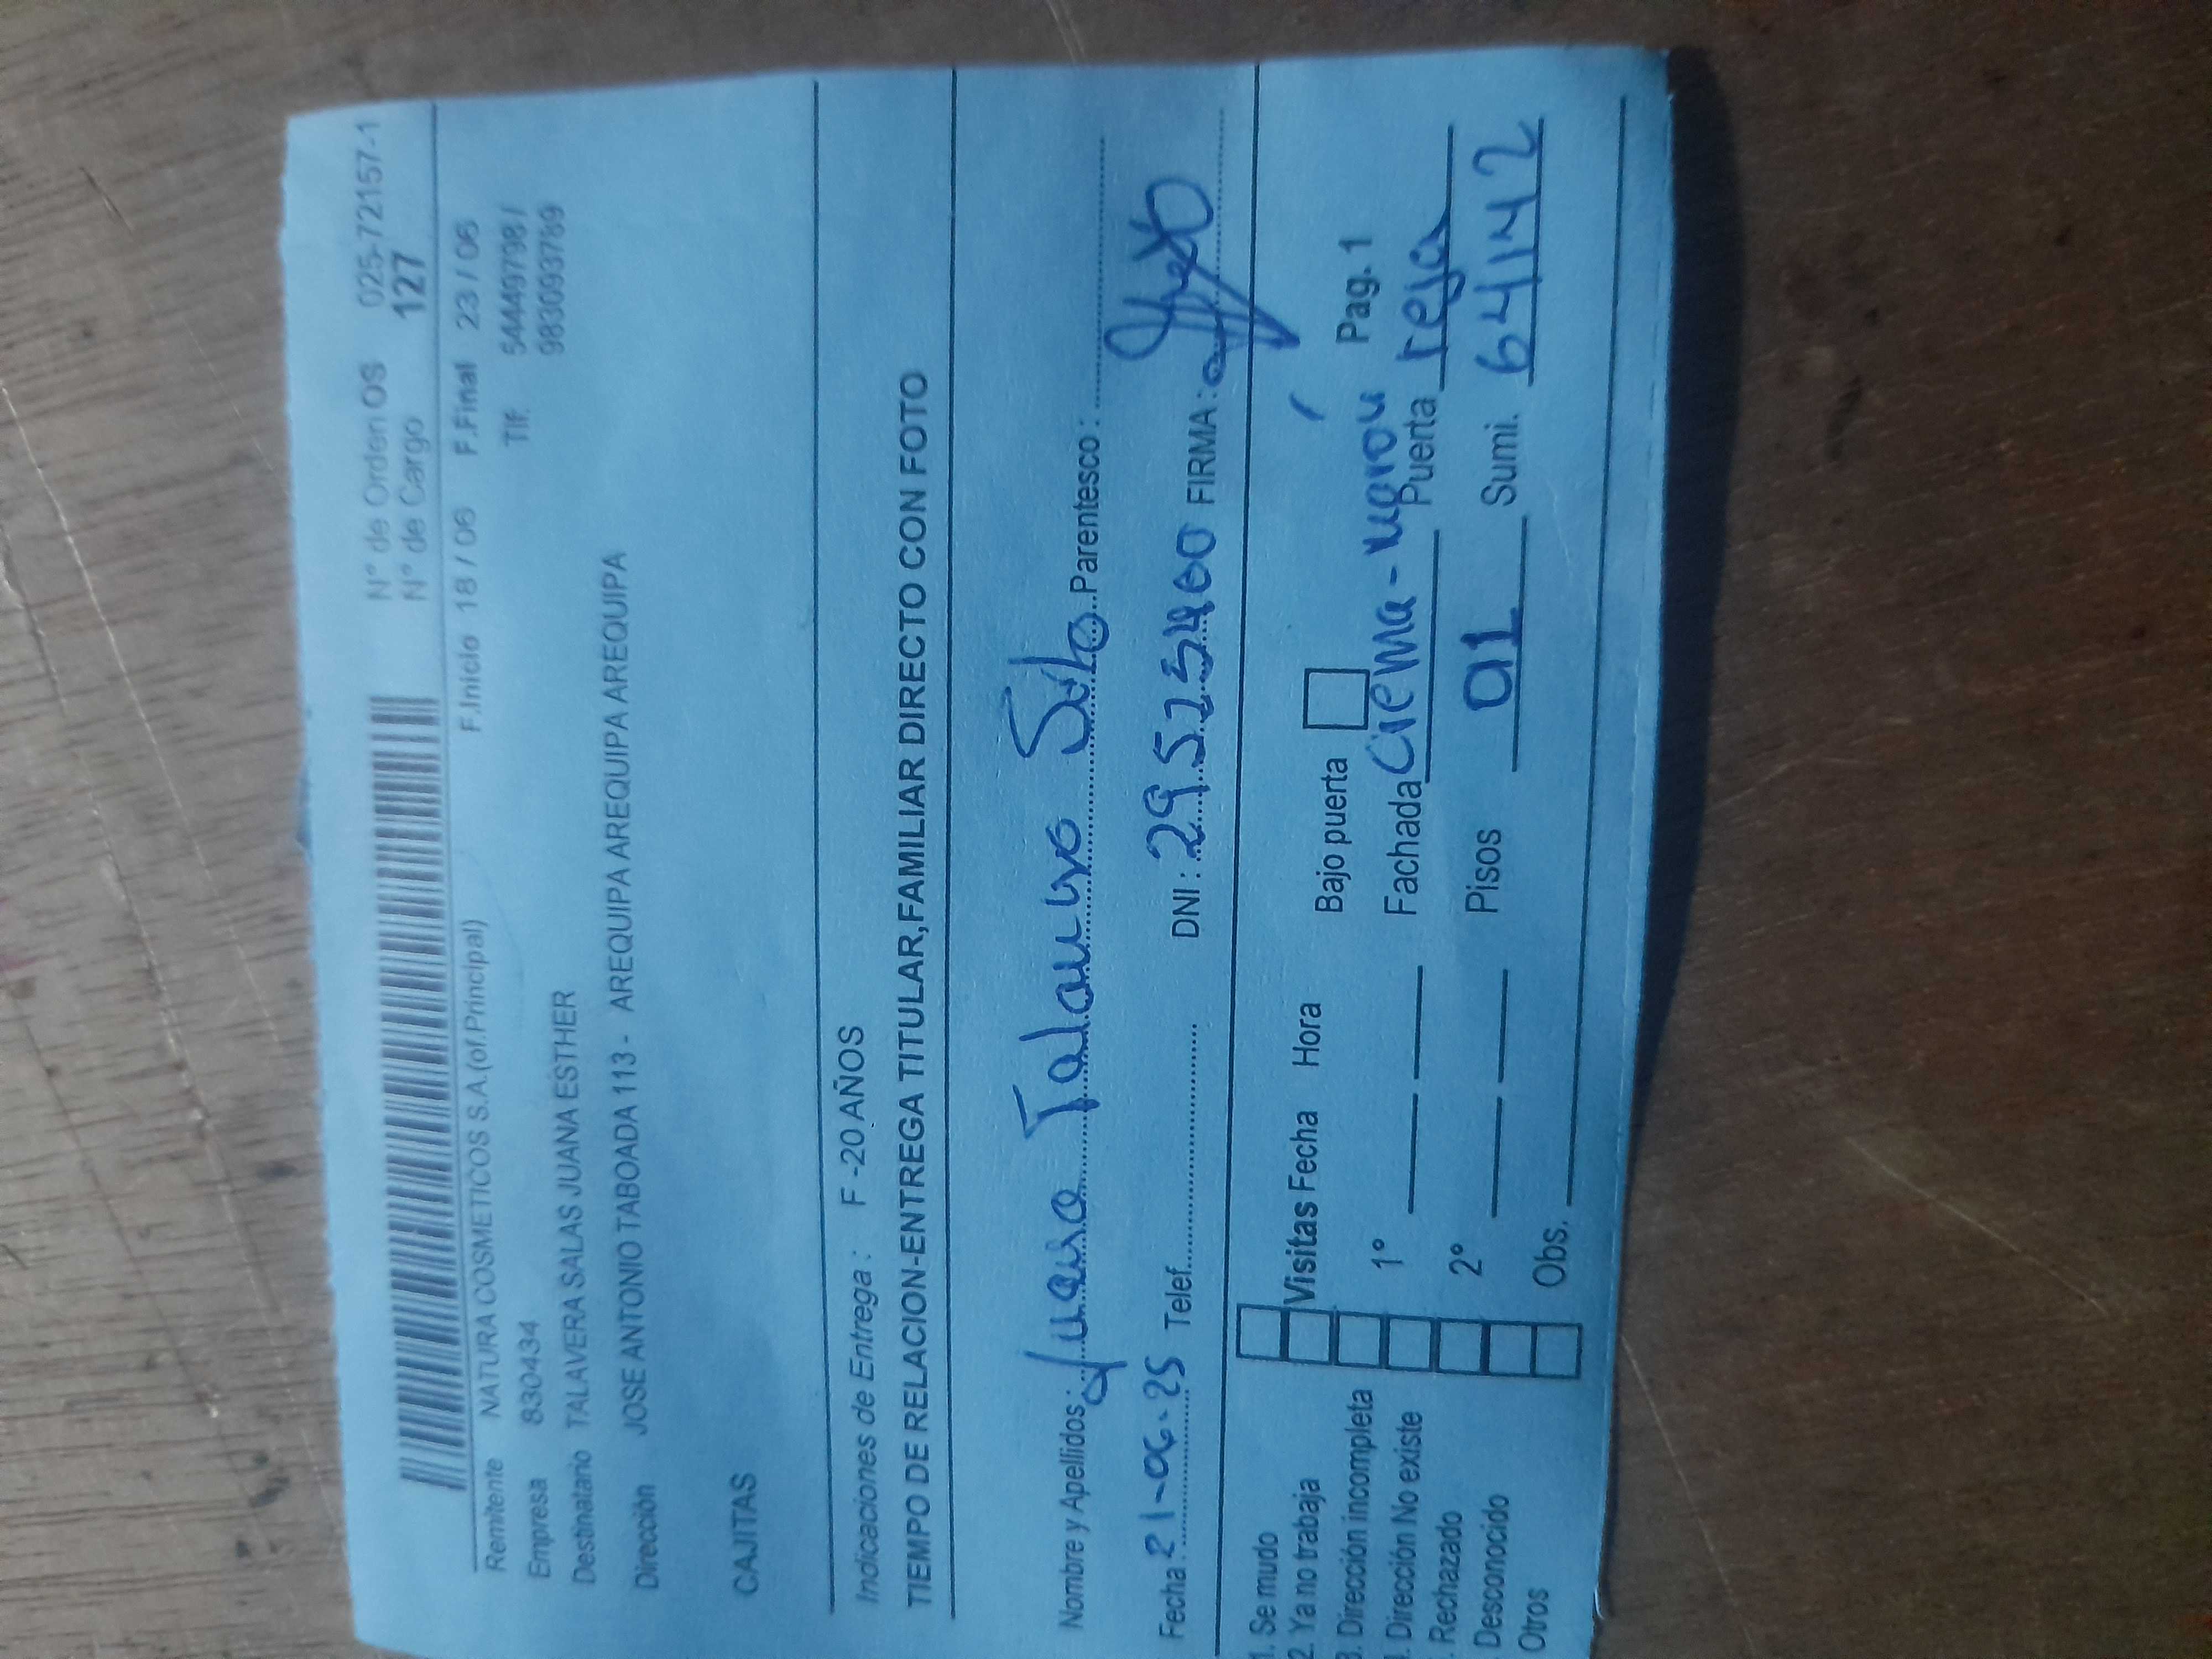 N° de Orden OS 025-72157-1
N° de Cargo 127
Remitente NATURA COSMETICOS S.A.(of.Principal) F.Inicio 18 / 06 F.Final 23 / 06
Empresa 830434 Tlf. 544497798 /
983093789
Destinatario TALAVERA SALAS JUANA ESTHER
Dirección JOSE ANTONIO TABOADA 113 - AREQUIPA AREQUIPA AREQUIPA
CAJITAS
Indicaciones de Entrega : F -20 AÑOS
TIEMPO DE RELACION-ENTREGA TITULAR,FAMILIAR DIRECTO CON FOTO
Nombre y Apellidos : Juana Parentesco :
Fecha : 21-06-25 Telef. DNI : FIRMA :
1. Se mudo
2. Ya no trabaja Visitas Fecha Hora Bajo puerta Pag. 1
3. Dirección incompleta
. Dirección No existe 1° Fachada Crema - Puerta reja
. Rechazado
Desconocido 2° Pisos 01 Sumi. 64142
Otros Obs.